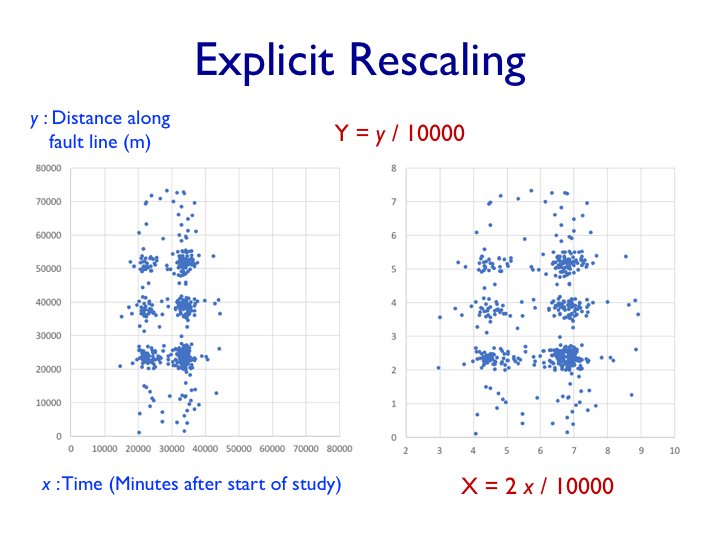 Explicit Rescaling
y : Distance along
fault line (m)
Y = y / 10000
80000
70000
60000
50000
40000
30000
20000
10000
0
0 10000 20000 30000 40000 50000 60000 70000 80000
8
7
6
5
4
3
2
1
0
2 3 4 5 6 7 8 9 10
x : Time (Minutes after start of study)
X = 2 x / 10000